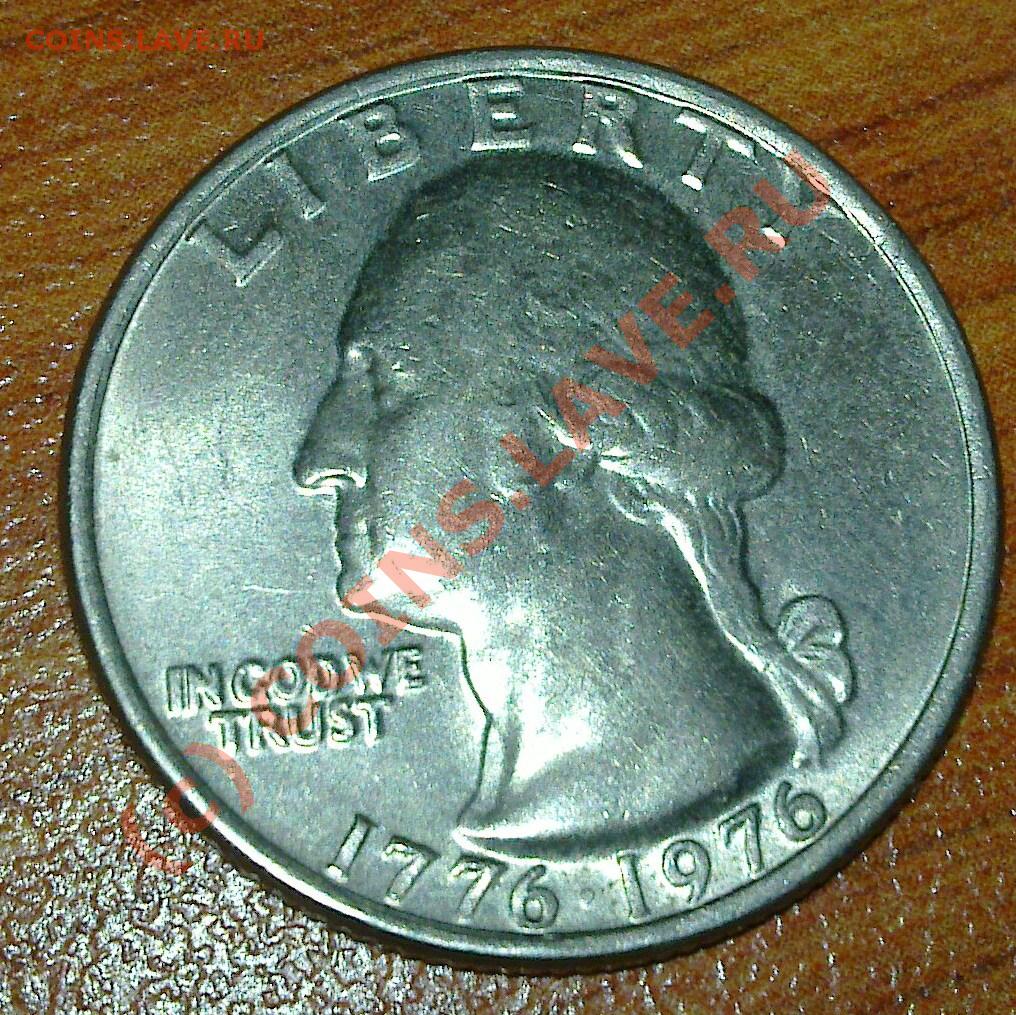 COINS.LAVE.RU
LIBERTY
IN GOD WE
TRUST
1776·1976
(c) COINS.LAVE.RU